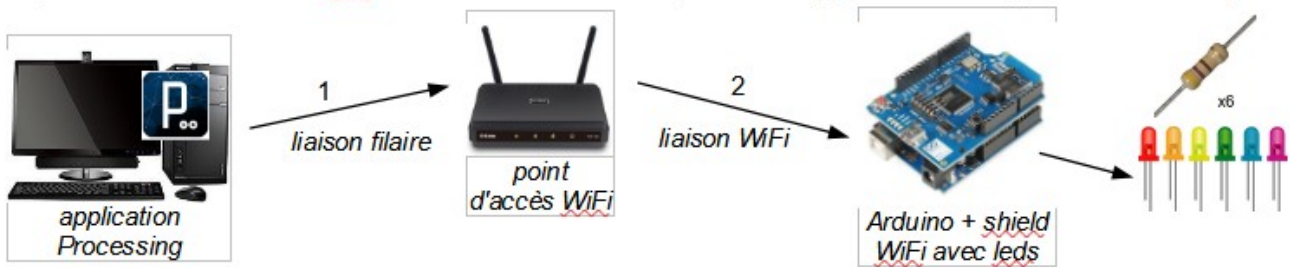 P
1
liaison filaire
2
liaison WiFi
x6
application
Processing
point
d'accès WiFi
Arduino + shield
WiFi avec leds